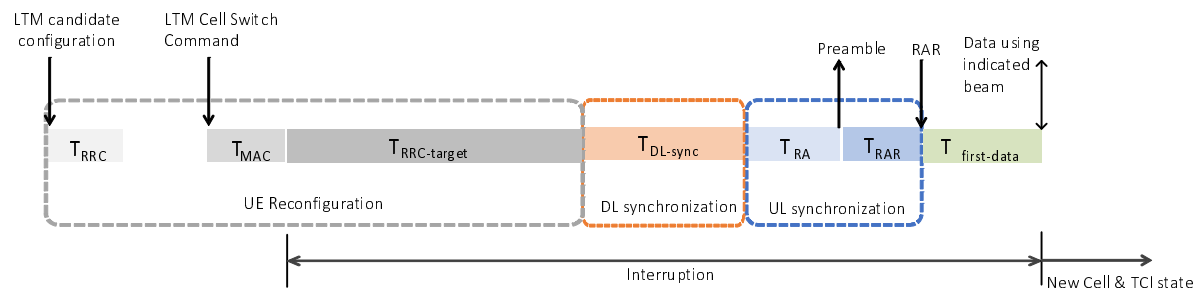 LTM candidate
configuration
LTM Cell Switch
Command
Preamble
RAR
Data using
indicated
beam
TRRC
TMAC
TRRC-target
TDL-sync
TRA
TRAR
T first-data
UE Reconfiguration
DL synchronization
UL synchronization
Interruption
New Cell & TCI state